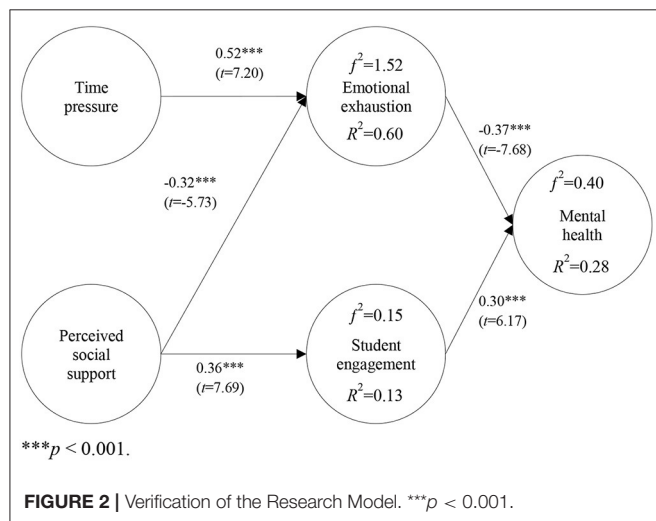 0.52***
(t=7.20)
Time
pressure
f²=1.52
Emotional
exhaustion
R²=0.60
-0.37***
(t=-7.68)
-0.32***
(t=-5.73)
f²=0.40
Mental
health
R²=0.28
Perceived
social
support
0.36***
(t=7.69)
f²=0.15
Student
engagement
R²=0.13
0.30***
(t=6.17)
***p < 0.001.
FIGURE 2 | Verification of the Research Model. ***p < 0.001.